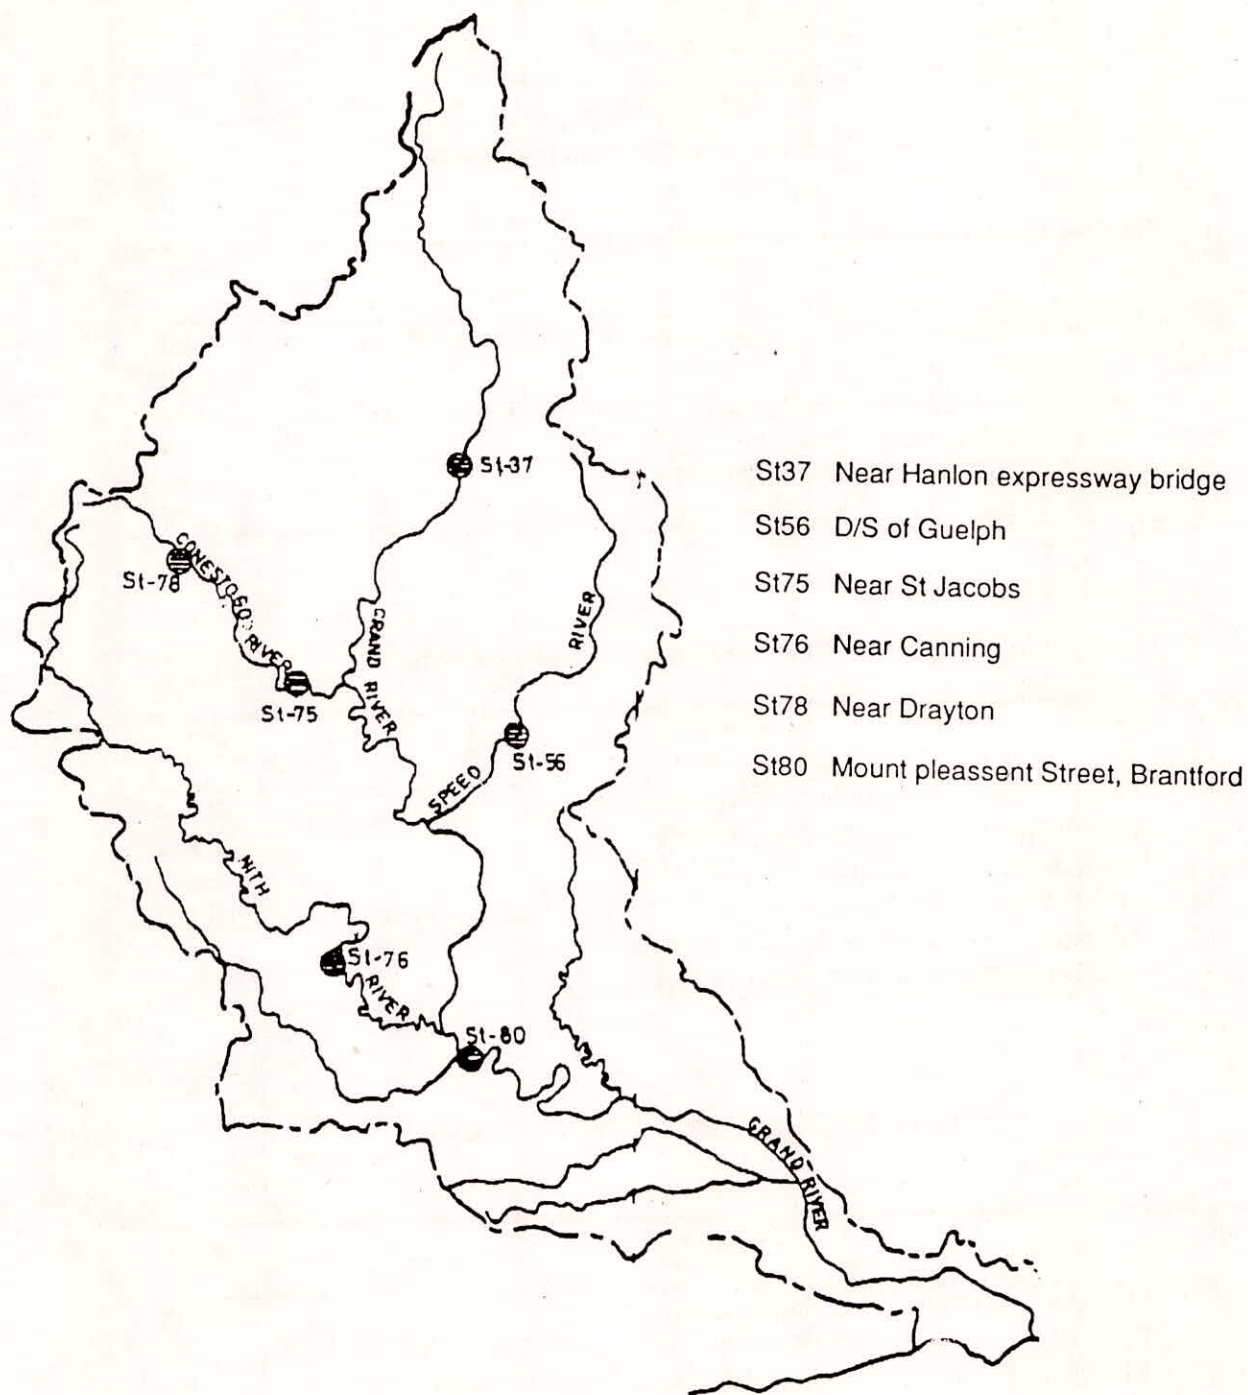 St-37
CONESTOGO RIVER
St-78
GRAND RIVER
RIVER
St-75
St-56
SPEED
NITH
St-76
RIVER
St-80
GRAND RIVER
St37 Near Hanlon expressway bridge
St56 D/S of Guelph
St75 Near St Jacobs
St76 Near Canning
St78 Near Drayton
St80 Mount pleassent Street, Brantford